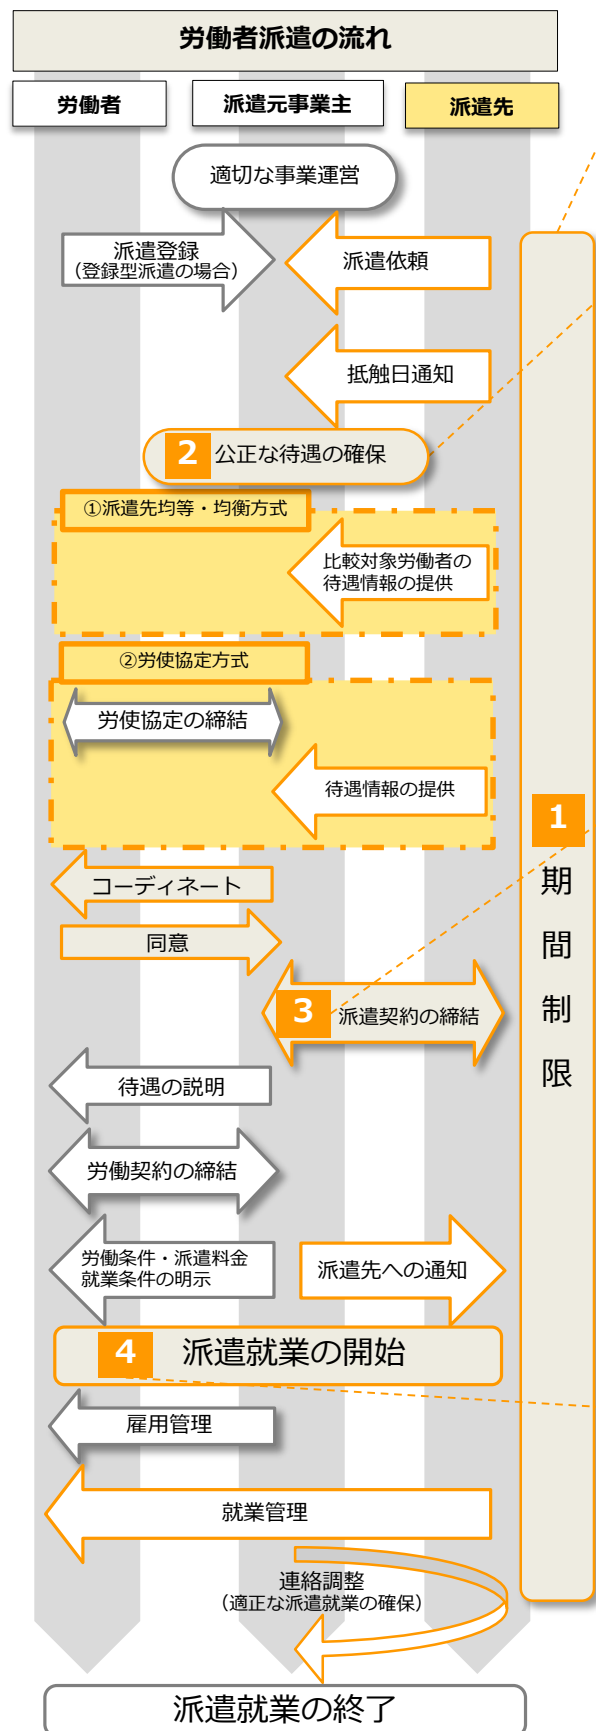 労働者派遣の流れ
労働者
派遣元事業主
派遣先
適切な事業運営
派遣登録
(登録型派遣の場合)
派遣依頼
抵触日通知
2 公正な待遇の確保
①派遣先均等・均衡方式
比較対象労働者の
待遇情報の提供
②労使協定方式
労使協定の締結
待遇情報の提供
1
期
間
制
限
コーディネート
同意
3 派遣契約の締結
待遇の説明
労働契約の締結
労働条件・派遣料金
就業条件の明示
派遣先への通知
4 派遣就業の開始
雇用管理
就業管理
連絡調整
(適正な派遣就業の確保)
派遣就業の終了